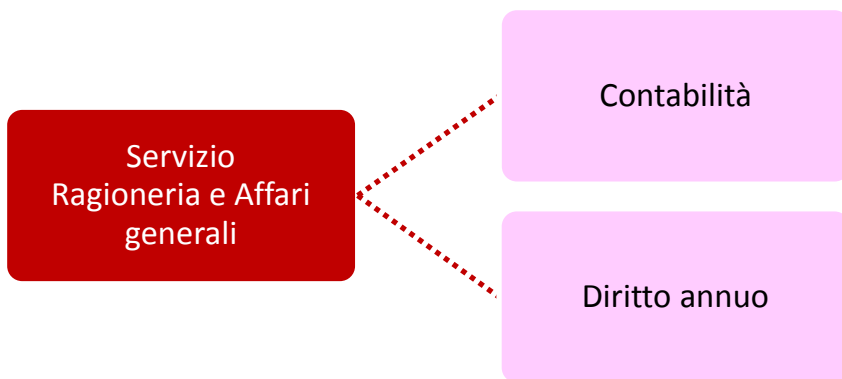 Servizio
Ragioneria e Affari
generali
Contabilità
Diritto annuo